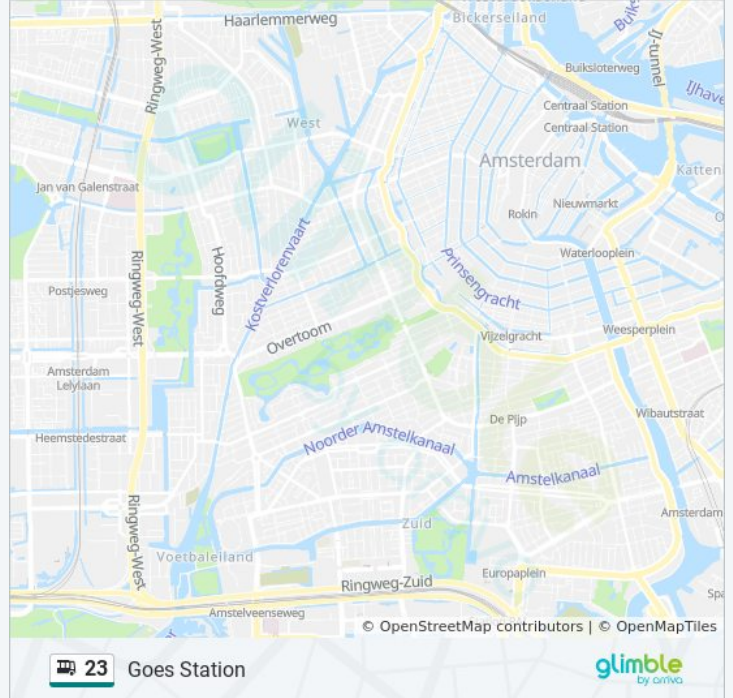 Haarlemmerweg
Bickerseiland
Ringweg-West
IJ-tunnel
Buiksloterweg
Centraal Station
Centraal Station
West
Amsterdam
Jan van Galenstraat
Nieuwmarkt
Rokin
Kostverlorenvaart
Hoofdweg
Waterlooplein
Prinsengracht
Postjesweg
Ringweg-West
Overtoom
Vijzelgracht
Weesperplein
Amsterdam
Lelylaan
De Pijp
Wibautstraat
Heemstedestraat
Noorder Amstelkanaal
Amstelkanaal
Ringweg-West
Zuid
Amsterdam
Voetbaleiland
Europaplein
Ringweg-Zuid
Amstelveenseweg
© OpenStreetMap contributors | © OpenMapTiles
23 Goes Station
glimble
by arriva